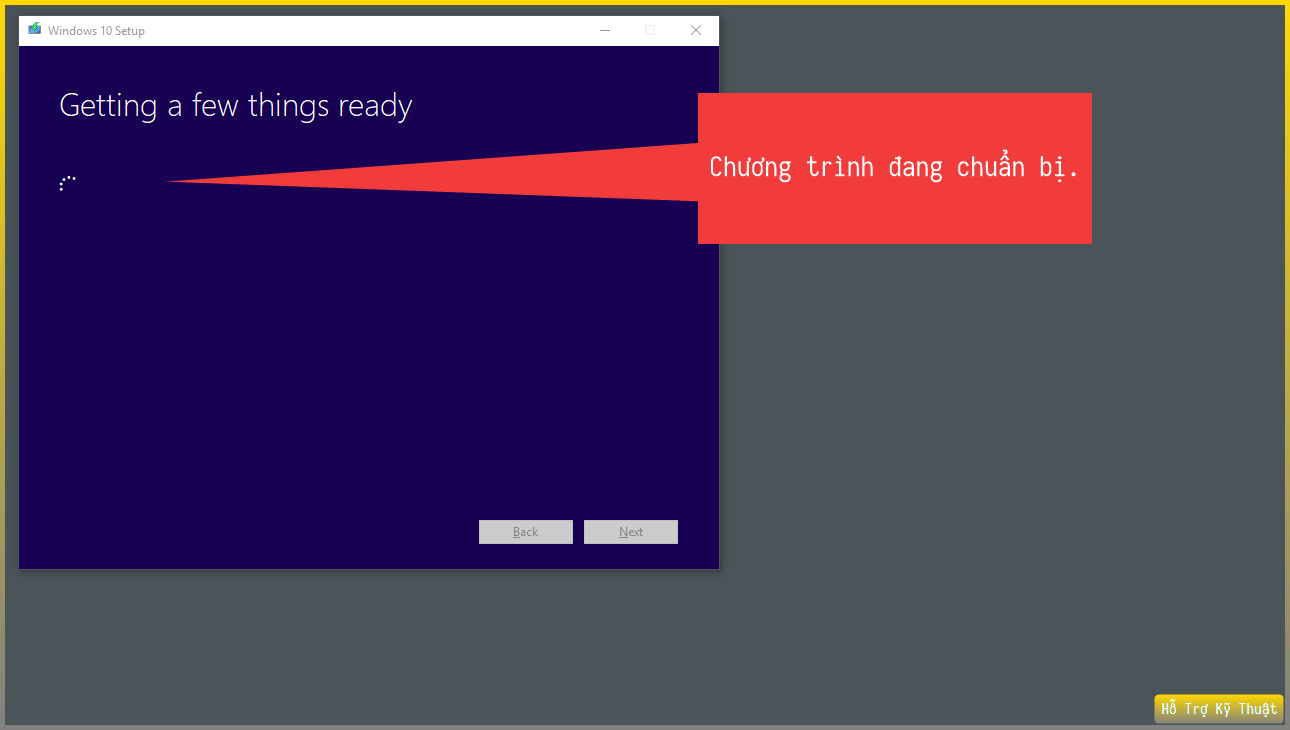 Windows 10 Setup
Getting a few things ready
Chương trình đang chuẩn bị.
Back
Next
Hỗ Trợ Kỹ Thuật